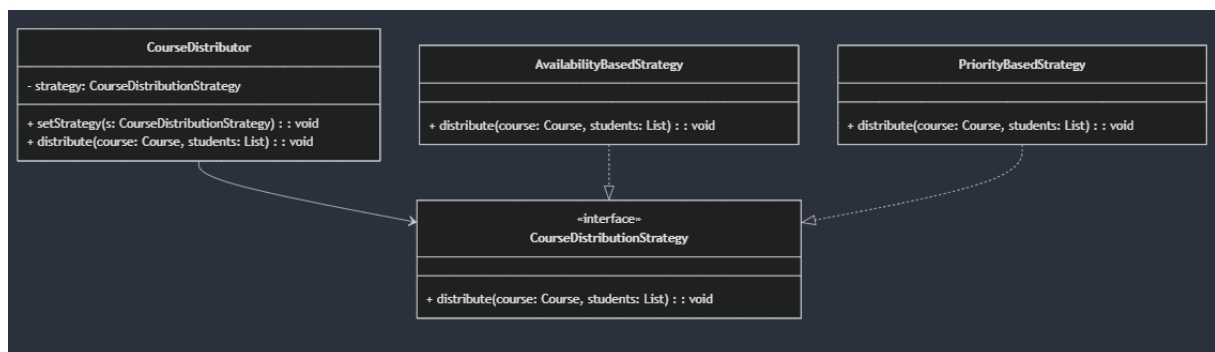 CourseDistributor
- strategy: CourseDistributionStrategy
+ setStrategy(s: CourseDistributionStrategy) : : void
+ distribute(course: Course, students: List) : : void
AvailabilityBasedStrategy
+ distribute(course: Course, students: List) : : void
PriorityBasedStrategy
+ distribute(course: Course, students: List) : : void
«interface»
CourseDistributionStrategy
+ distribute(course: Course, students: List) : : void